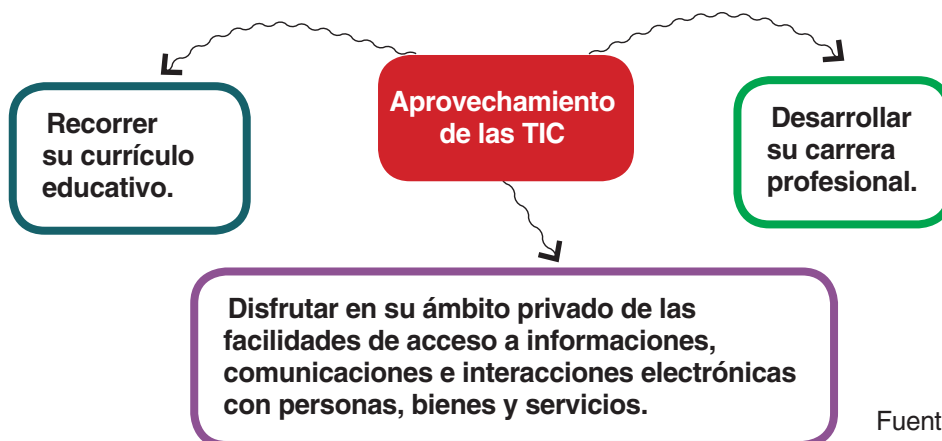 Aprovechamiento
de las TIC
Recorrer
su currículo
educativo.
Desarrollar
su carrera
profesional.
Disfrutar en su ámbito privado de las
facilidades de acceso a informaciones,
comunicaciones e interacciones electrónicas
con personas, bienes y servicios.
Fuent